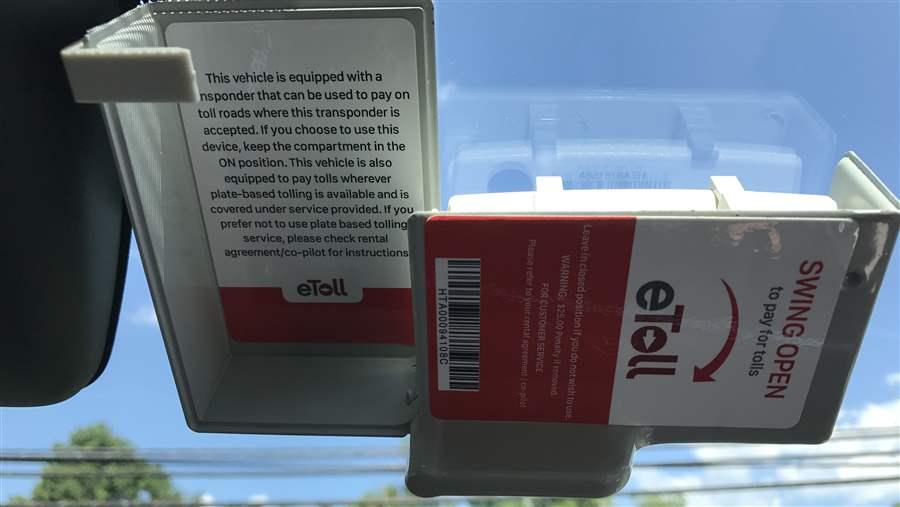 This vehicle is equipped with a
nsponder that can be used to pay on
toll roads where this transponder is
accepted. If you choose to use this
device, keep the compartment in the
ON position. This vehicle is also
equipped to pay tolls wherever
plate-based tolling is available and is
covered under service provided. If you
prefer not to use plate based tolling
service, please check rental
agreement/co-pilot for instructions
eToll
SWING OPEN
to pay for tolls
eToll
Leave in closed position if you do not wish to use.
WARNING: $25.00 Penalty if removed.
FOR CUSTOMER SERVICE
Please refer to your rental agreement / co-pilot
HTA00094108C